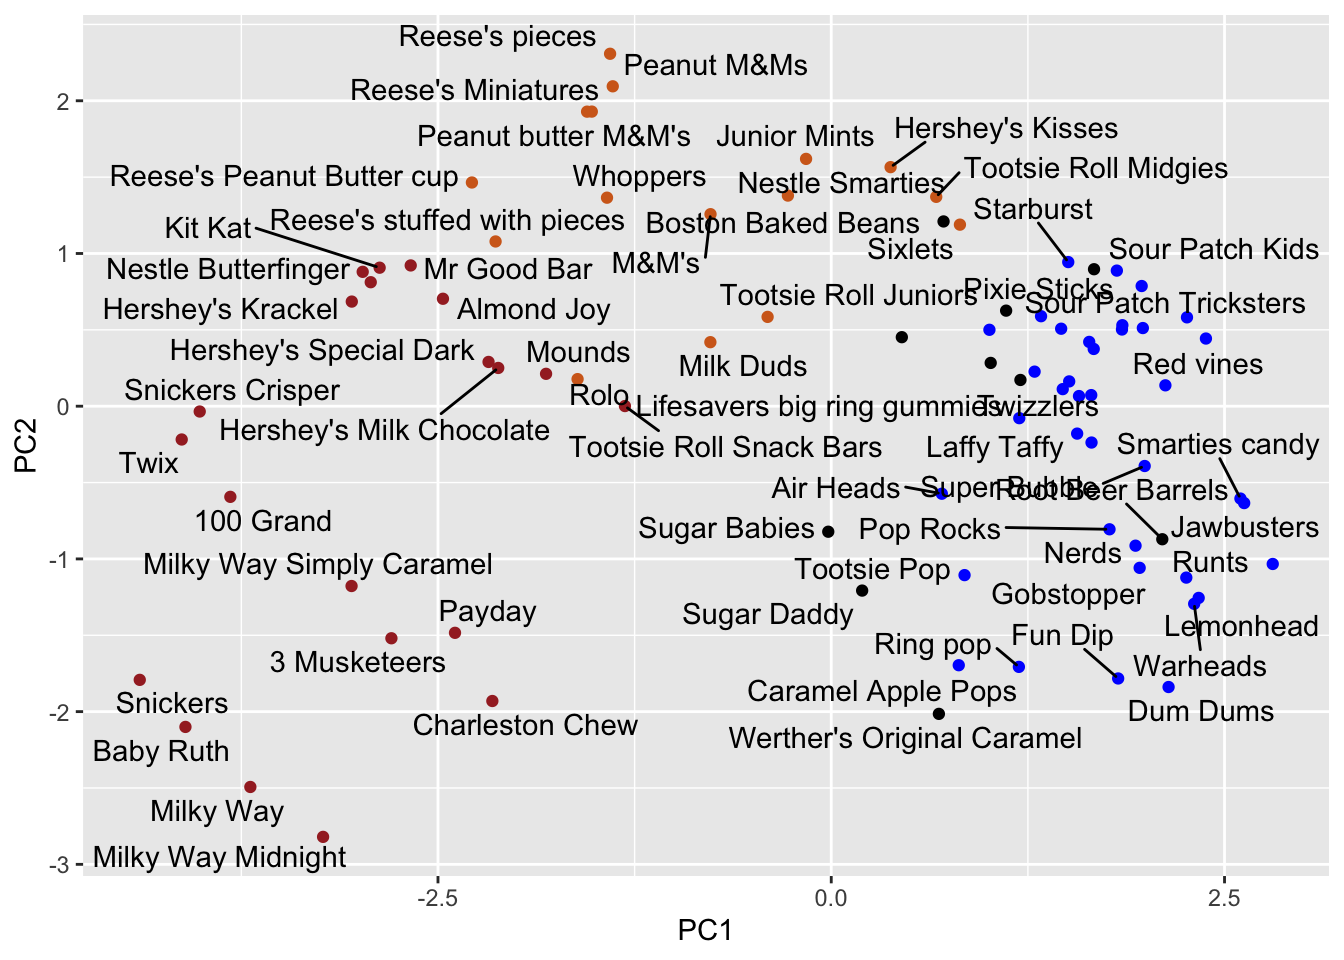 Reese's pieces
Peanut M&Ms
Reese's Miniatures
Peanut butter M&M's
Junior Mints
Hershey's Kisses
Reese's Peanut Butter cup
Whoppers
Nestle Smarties
Tootsie Roll Midgies
Kit Kat
Reese's stuffed with pieces
Boston Baked Beans
Starburst
Nestle Butterfinger
Mr Good Bar
M&M's
Sixlets
Sour Patch Kids
Hershey's Krackel
Almond Joy
Tootsie Roll Juniors
Pixie Sticks
Sour Patch Tricksters
Hershey's Special Dark
Mounds
Milk Duds
Red vines
Snickers Crisper
Rolo
Lifesavers big ring gummies
Twizzlers
Hershey's Milk Chocolate
Tootsie Roll Snack Bars
Laffy Taffy
Smarties candy
Twix
Air Heads
Super Bubble
Root Beer Barrels
100 Grand
Sugar Babies
Pop Rocks
Jawbusters
Milky Way Simply Caramel
Tootsie Pop
Nerds
Runts
Payday
Sugar Daddy
Gobstopper
Lemonhead
3 Musketeers
Ring pop
Fun Dip
Warheads
Snickers
Caramel Apple Pops
Dum Dums
Baby Ruth
Charleston Chew
Werther's Original Caramel
Milky Way
Milky Way Midnight
2
1
0
-1
-2
-3
PC2
-2.5
0.0
2.5
PC1